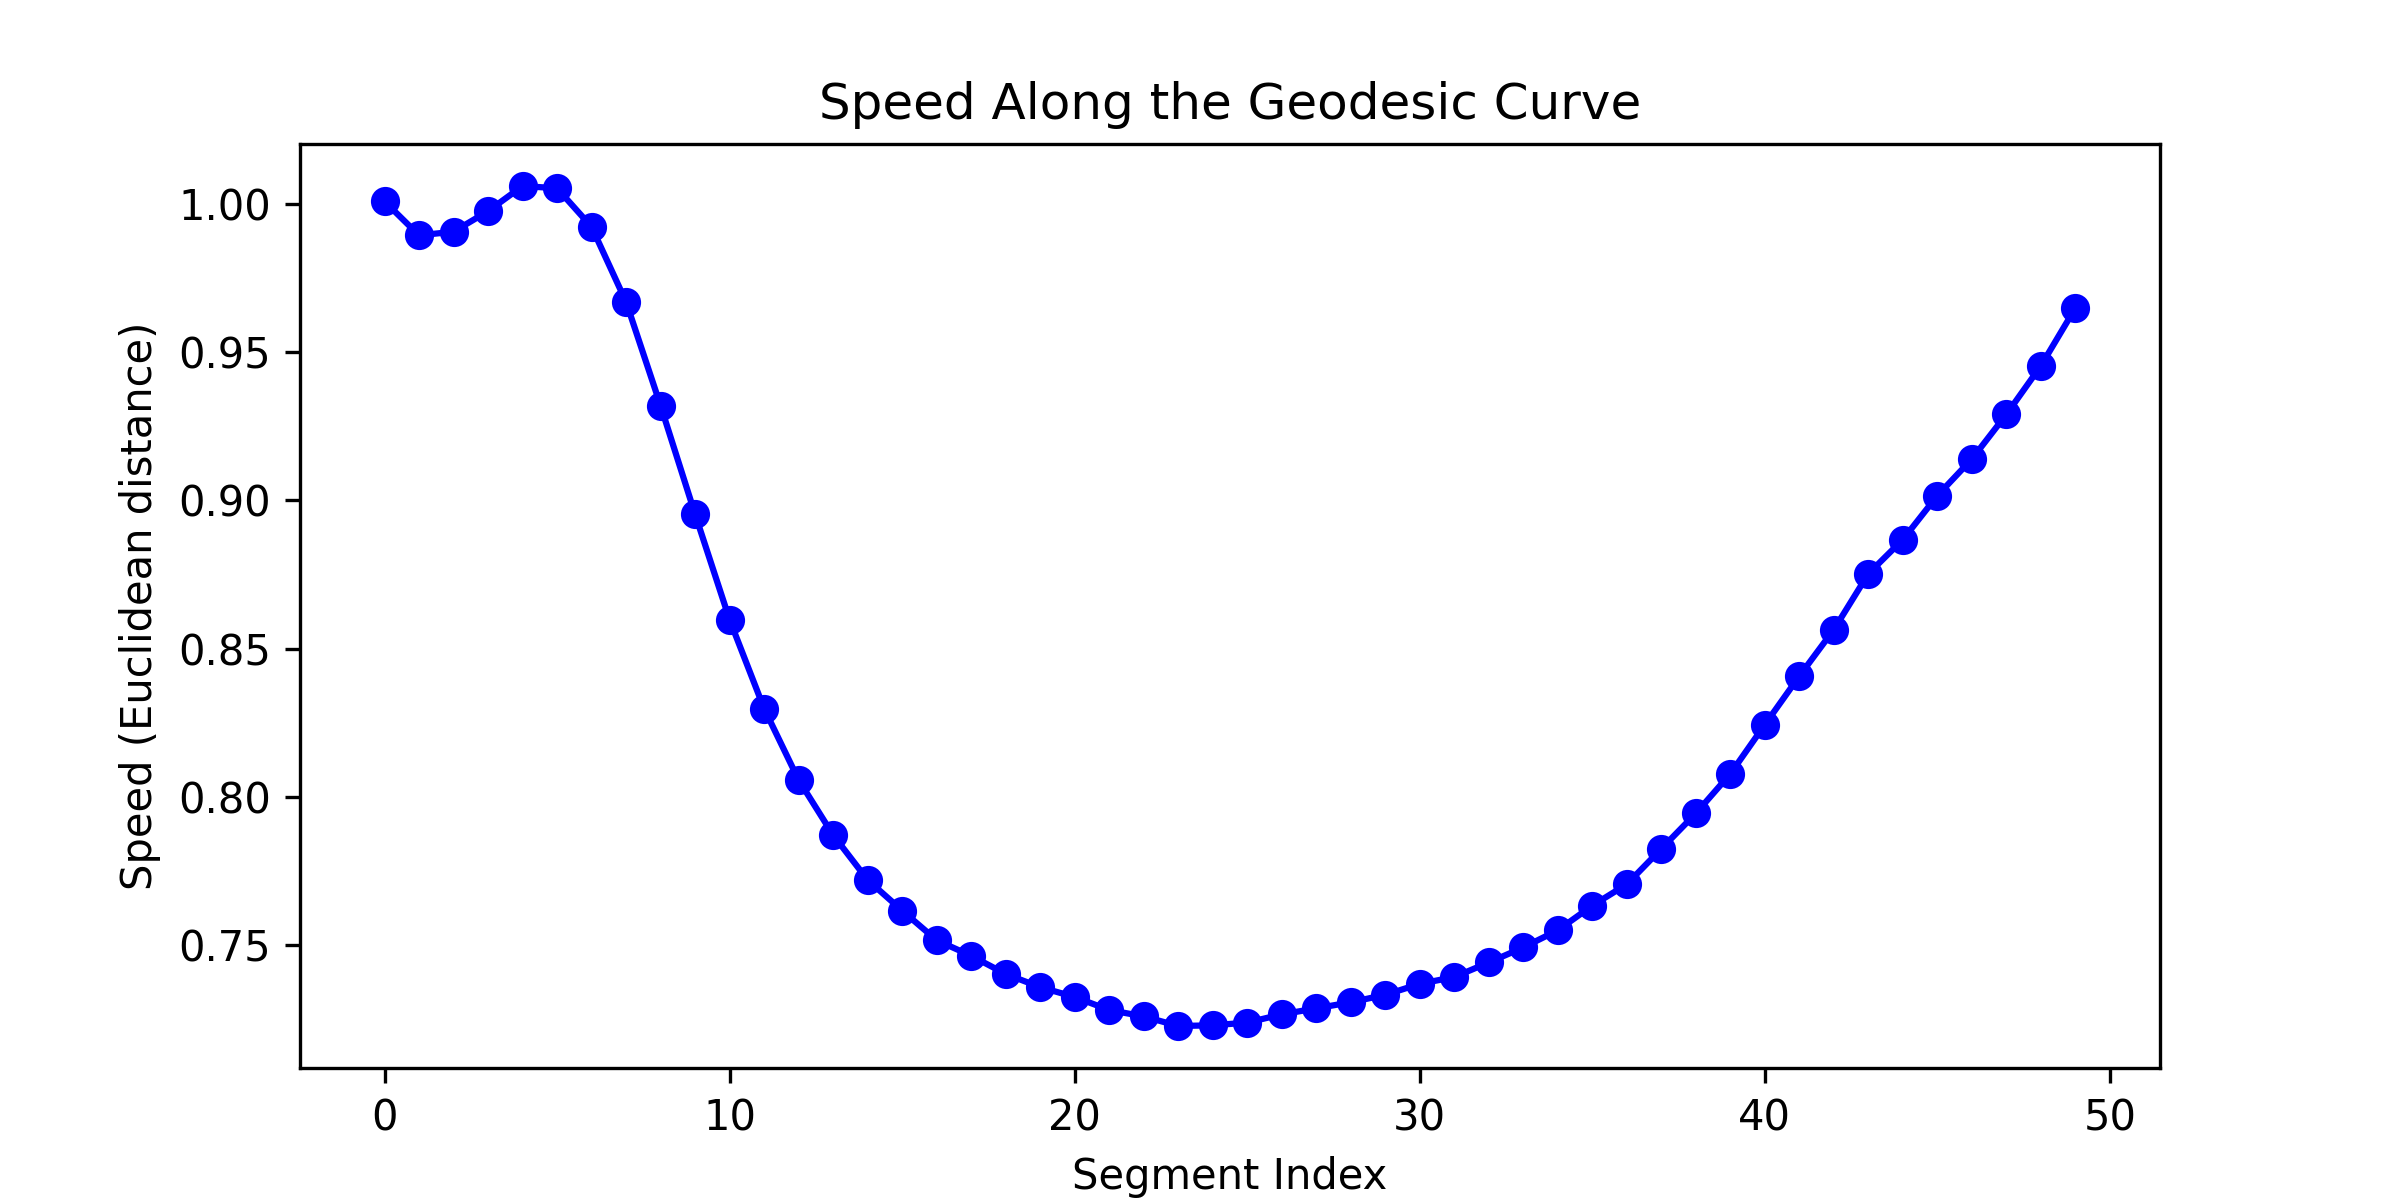 Speed Along the Geodesic Curve
Speed (Euclidean distance)
1.00
0.95
0.90
0.85
0.80
0.75
0 10 20 30 40 50
Segment Index